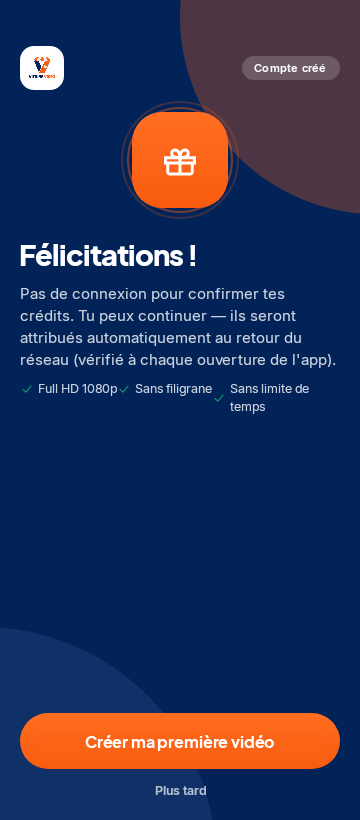 Compte créé
Félicitations !
Pas de connexion pour confirmer tes
crédits. Tu peux continuer — ils seront
attribués automatiquement au retour du
réseau (vérifié à chaque ouverture de l'app).
Full HD 1080p Sans filigrane Sans limite de
temps
Créer ma première vidéo
Plus tard